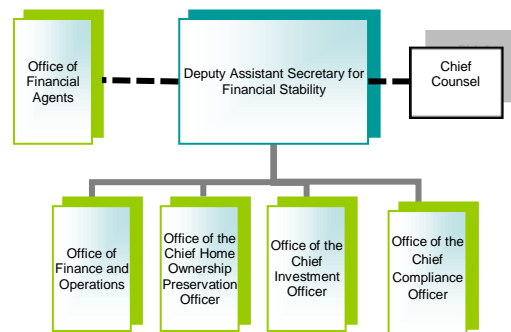 Office of
Financial
Agents
Deputy Assistant Secretary for
Financial Stability
Chief
Counsel
Office of
Finance and
Operations
Office of the
Chief Home
Ownership
Preservation
Officer
Office of the
Chief
Investment
Officer
Office of the
Chief
Compliance
Officer